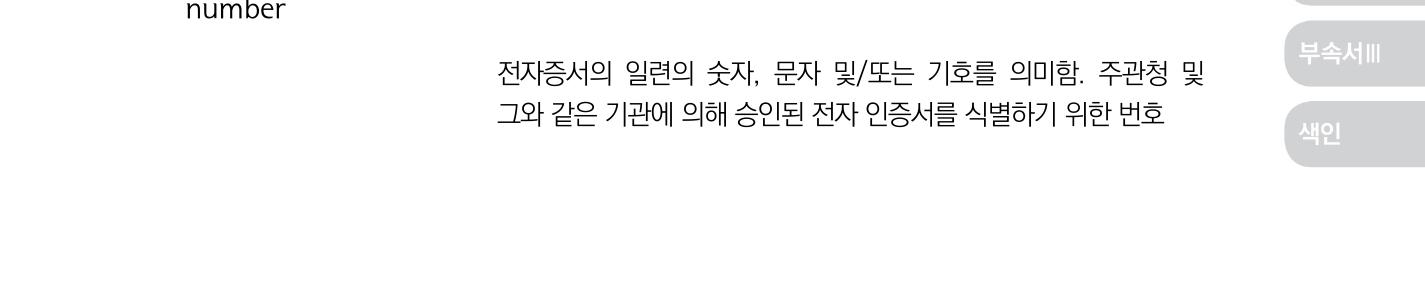 number
전자증서의 일련의 숫자, 문자 및/또는 기호를 의미함. 주관청 및
그와 같은 기관에 의해 승인된 전자 인증서를 식별하기 위한 번호
부속서Ⅲ
색인